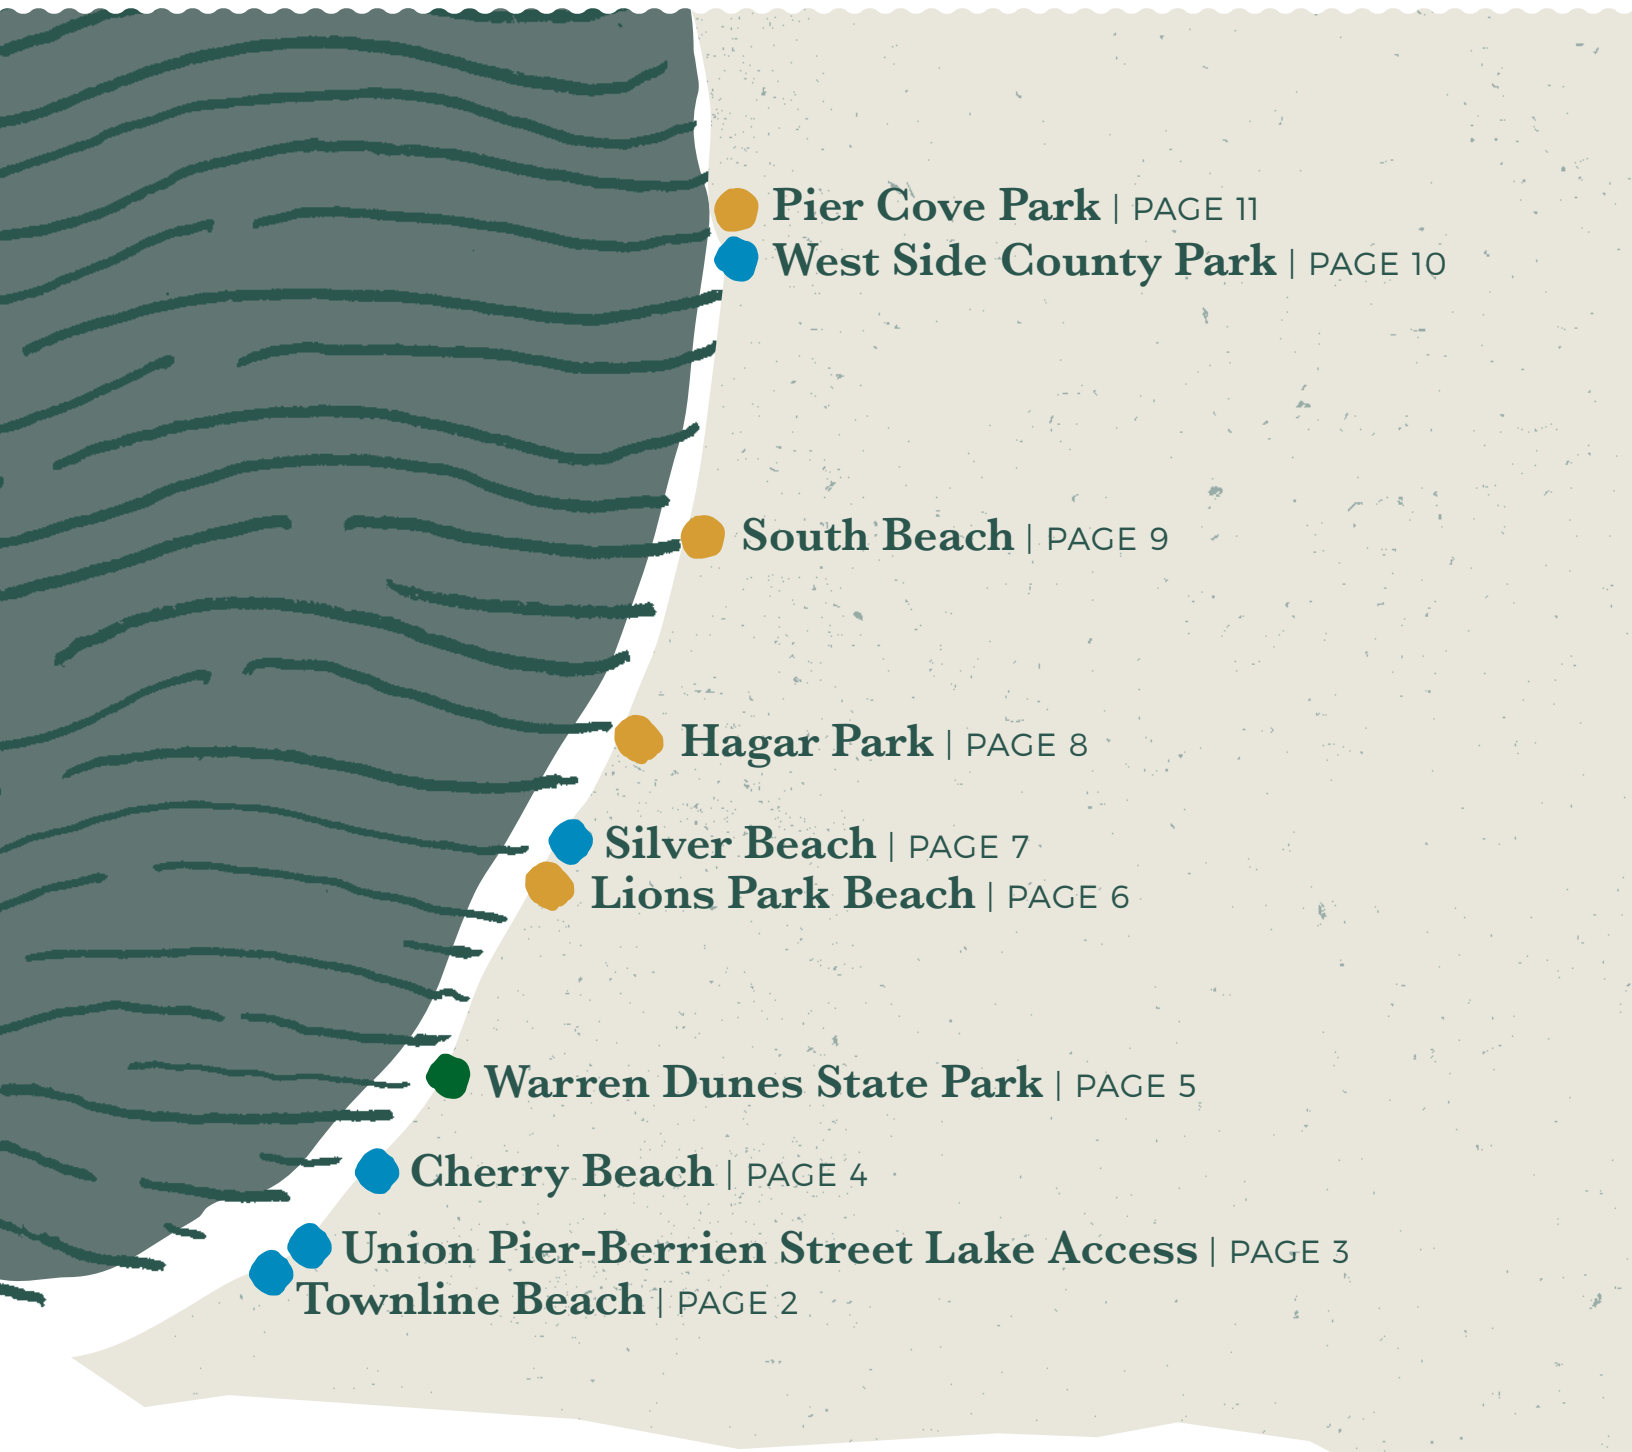 Pier Cove Park | PAGE 11
West Side County Park | PAGE 10
South Beach | PAGE 9
Hagar Park | PAGE 8
Silver Beach | PAGE 7
Lions Park Beach | PAGE 6
Warren Dunes State Park | PAGE 5
Cherry Beach | PAGE 4
Union Pier-Berrien Street Lake Access | PAGE 3
Townline Beach | PAGE 2